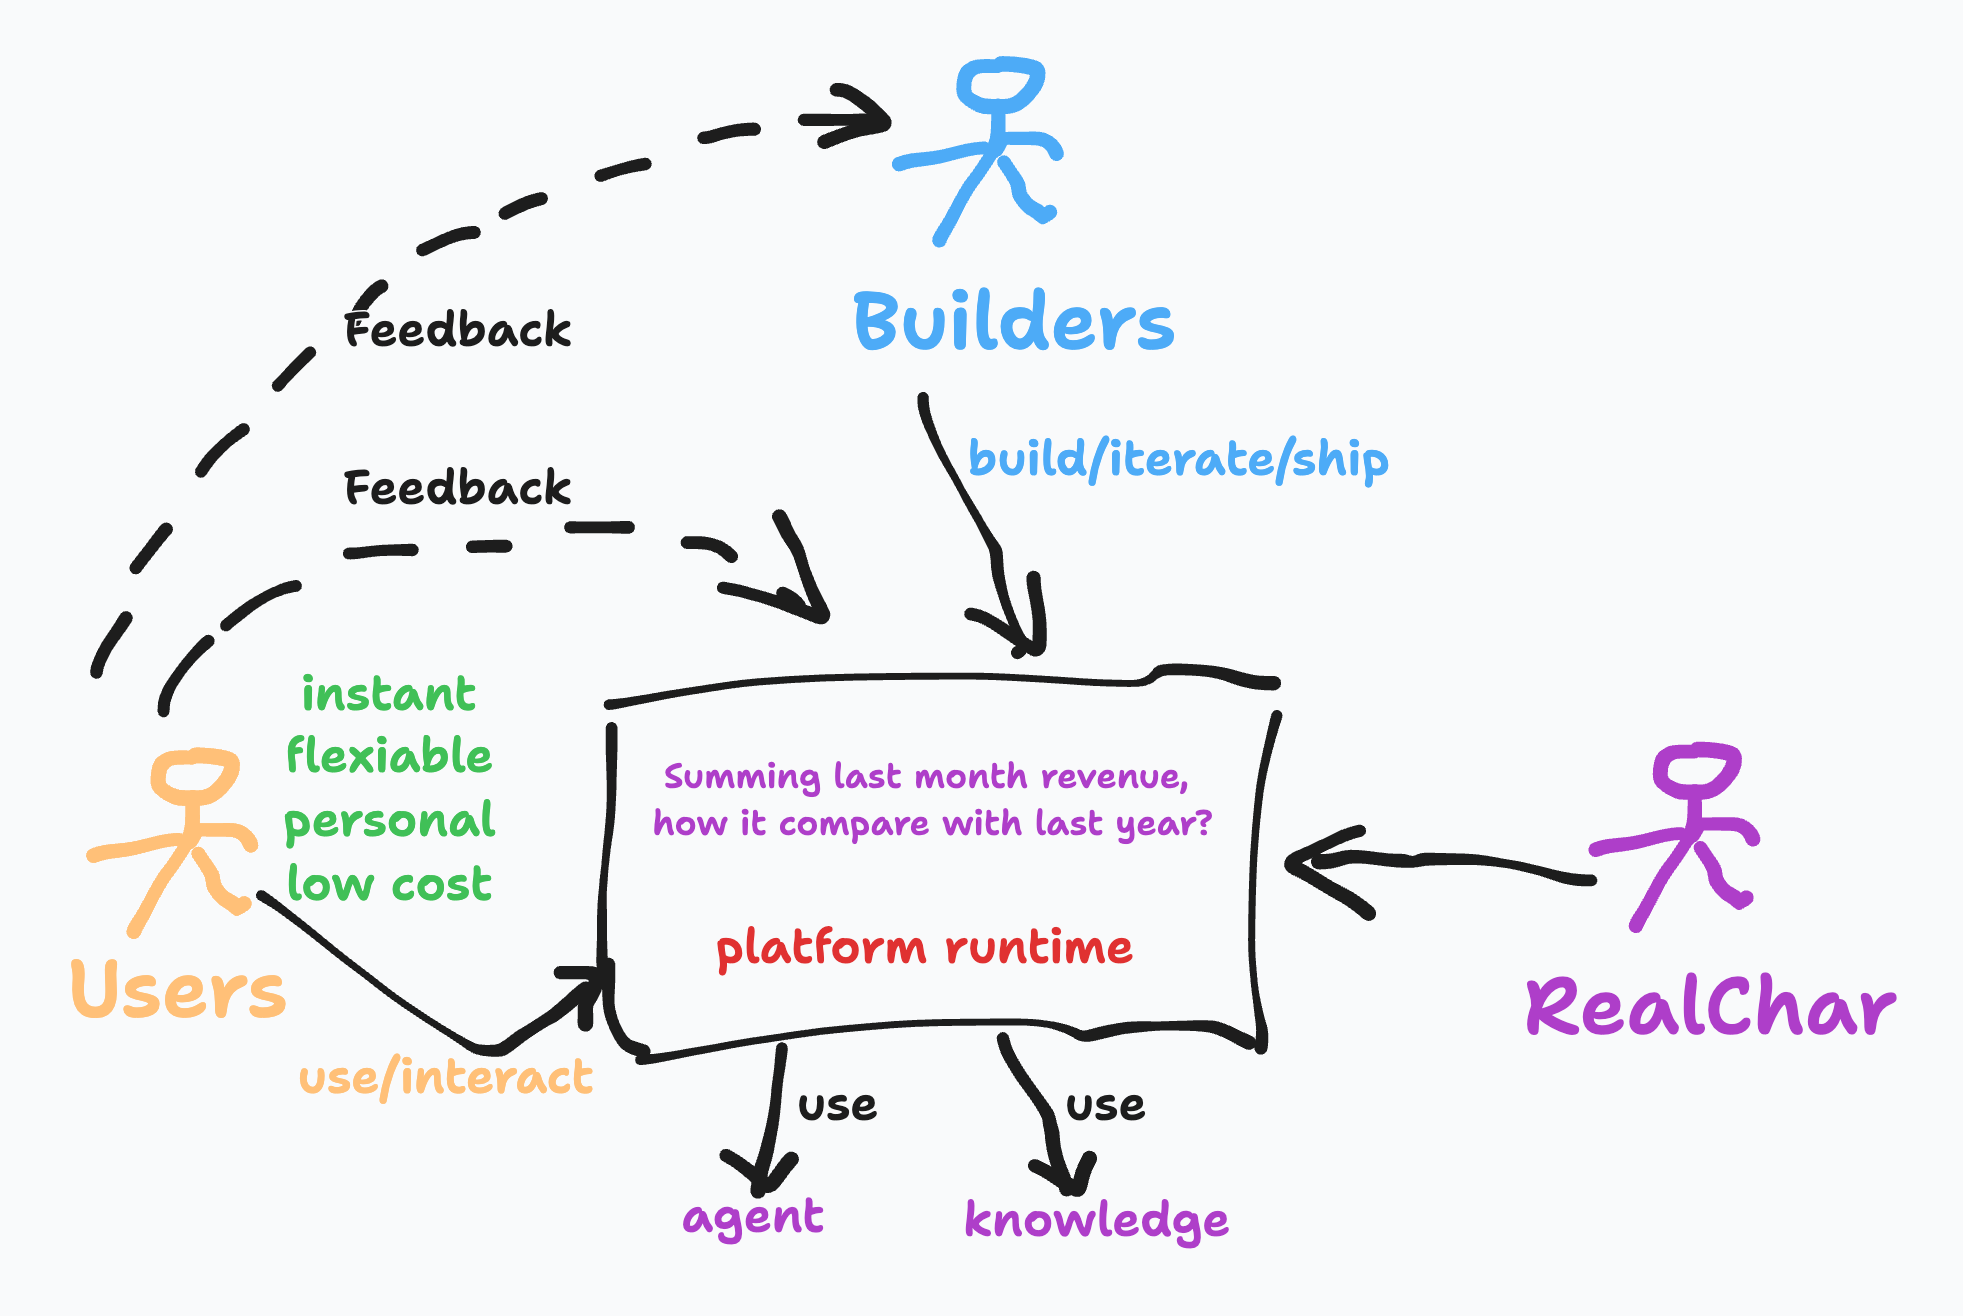 Builders
Feedback
build/iterate/ship
Feedback
instant
flexiable
personal
low cost
Summing last month revenue,
how it compare with last year?
platform runtime
Users
RealChar
use/interact
use
use
agent
knowledge